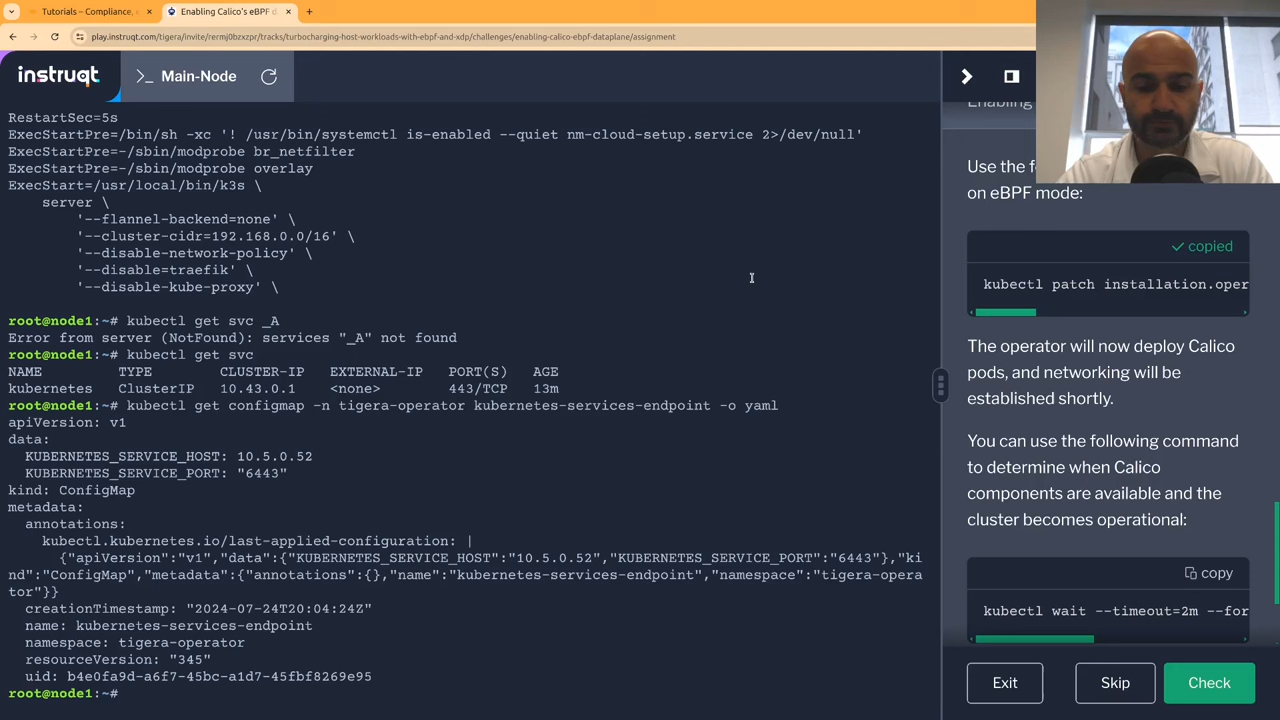 Tutorials – Compliance,
Enabling Calico's eBPF d
play.instruqt.com/tigera/invite/rermj0bzxzpr/tracks/turbocharging-host-workloads-with-ebpf-and-xdp/challenges/enabling-calico-ebpf-dataplane/assignment
instruqt
>_ Main-Node
RestartSec=5s
ExecStartPre=/bin/sh -xc '! /usr/bin/systemctl is-enabled --quiet nm-cloud-setup.service 2>/dev/null'
ExecStartPre=-/sbin/modprobe br_netfilter
ExecStartPre=-/sbin/modprobe overlay
ExecStart=/usr/local/bin/k3s \
server \
'--flannel-backend=none' \
'--cluster-cidr=192.168.0.0/16' \
'--disable-network-policy' \
'--disable=traefik' \
'--disable-kube-proxy' \
root@node1:~# kubectl get svc _A
Error from server (NotFound): services "_A" not found
root@node1:~# kubectl get svc
NAME TYPE CLUSTER-IP EXTERNAL-IP PORT(S) AGE
kubernetes ClusterIP 10.43.0.1 <none> 443/TCP 13m
root@node1:~# kubectl get configmap -n tigera-operator kubernetes-services-endpoint -o yaml
apiVersion: v1
data:
KUBERNETES_SERVICE_HOST: 10.5.0.52
KUBERNETES_SERVICE_PORT: "6443"
kind: ConfigMap
metadata:
annotations:
kubectl.kubernetes.io/last-applied-configuration: |
{"apiVersion":"v1","data":{"KUBERNETES_SERVICE_HOST":"10.5.0.52","KUBERNETES_SERVICE_PORT":"6443"},"ki
nd":"ConfigMap","metadata":{"annotations":{},"name":"kubernetes-services-endpoint","namespace":"tigera-opera
tor"}}
creationTimestamp: "2024-07-24T20:04:24Z"
name: kubernetes-services-endpoint
namespace: tigera-operator
resourceVersion: "345"
uid: b4e0fa9d-a6f7-45bc-a1d7-45fbf8269e95
root@node1:~#
Enabling
Use the f
on eBPF mode:
copied
kubectl patch installation.oper
The operator will now deploy Calico
pods, and networking will be
established shortly.
You can use the following command
to determine when Calico
components are available and the
cluster becomes operational:
copy
kubectl wait --timeout=2m --for
Exit
Skip
Check